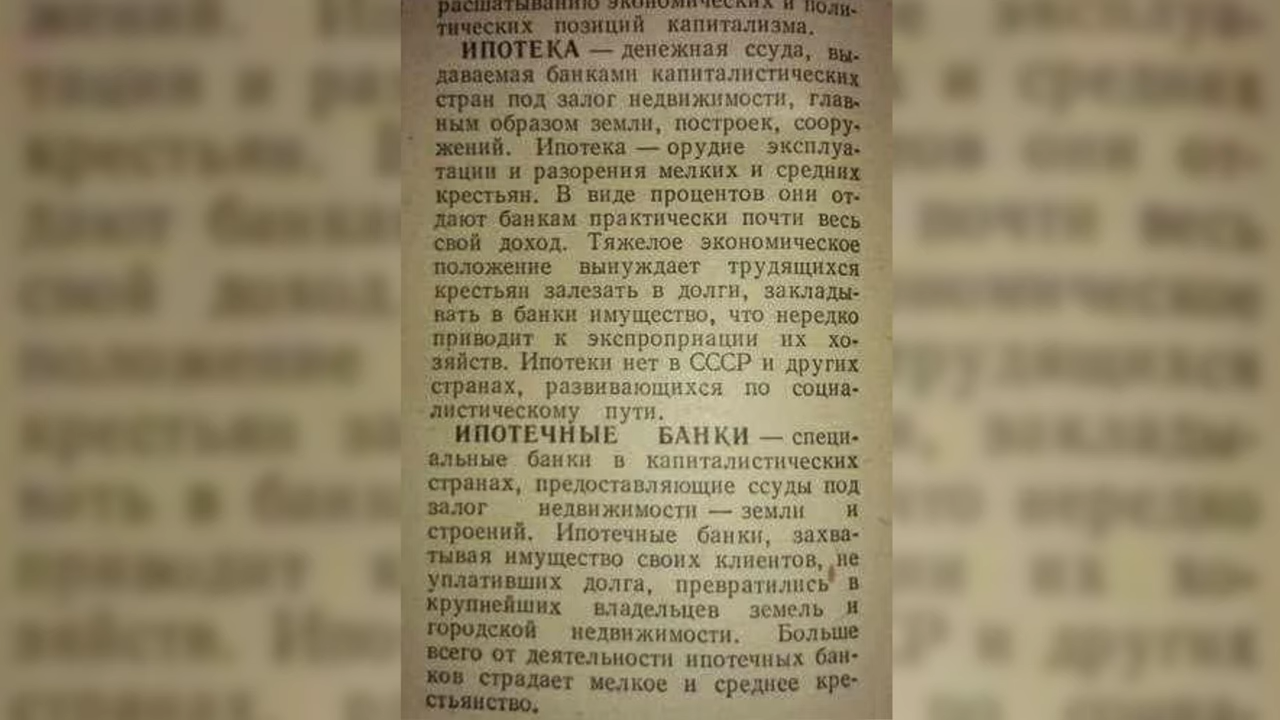 расшатыванию экономических и поли-
тических позиций капитализма.
ИПОТЕКА — денежная ссуда, вы-
даваемая банками капиталистических
стран под залог недвижимости, глав-
ным образом земли, построек, соору-
жений. Ипотека — орудие эксплуа-
тации и разорения мелких и средних
крестьян. В виде процентов они от-
дают банкам практически почти весь
свой доход. Тяжелое экономическое
положение вынуждает трудящихся
крестьян залезать в долги, заклады-
вать в банки имущество, что нередко
приводит к экспроприации их хо-
зяйств. Ипотеки нет в СССР и других
странах, развивающихся по социа-
листическому пути.
ИПОТЕЧНЫЕ БАНКИ — специ-
альные банки в капиталистических
странах, предоставляющие ссуды под
залог недвижимости — земли и
строений. Ипотечные банки, захва-
тывая имущество своих клиентов, не
уплативших долга, превратились в
крупнейших владельцев земель и
городской недвижимости. Больше
всего от деятельности ипотечных бан-
ков страдает мелкое и среднее кре-
стьянство.